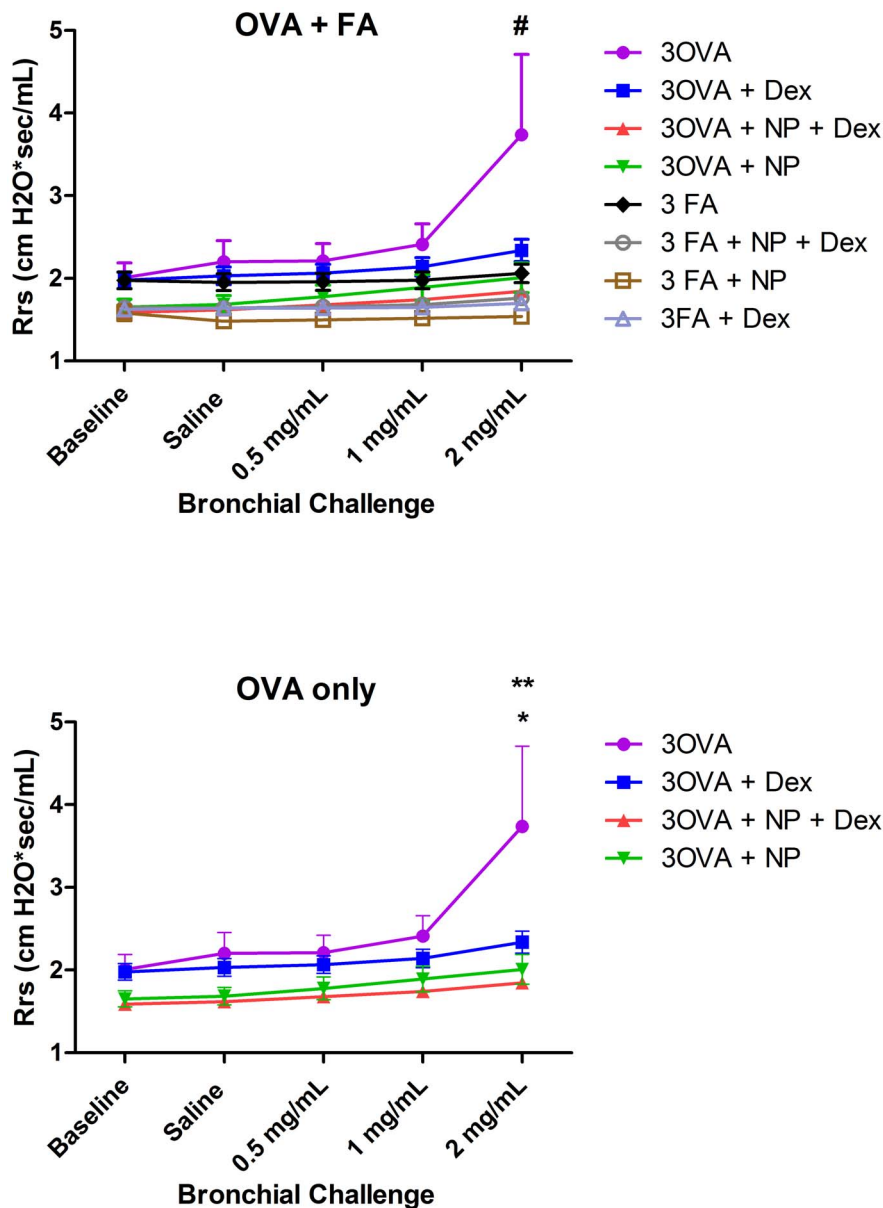 OVA + FA
#
5
4
3
2
1
Rrs (cm H2O*sec/mL)
Baseline
Saline
0.5 mg/mL
1 mg/mL
2 mg/mL
Bronchial Challenge
3OVA
3OVA + Dex
3OVA + NP + Dex
3OVA + NP
3 FA
3 FA + NP + Dex
3 FA + NP
3FA + Dex
OVA only
**
*
5
4
3
2
1
Rrs (cm H2O*sec/mL)
Baseline
Saline
0.5 mg/mL
1 mg/mL
2 mg/mL
Bronchial Challenge
3OVA
3OVA + Dex
3OVA + NP + Dex
3OVA + NP